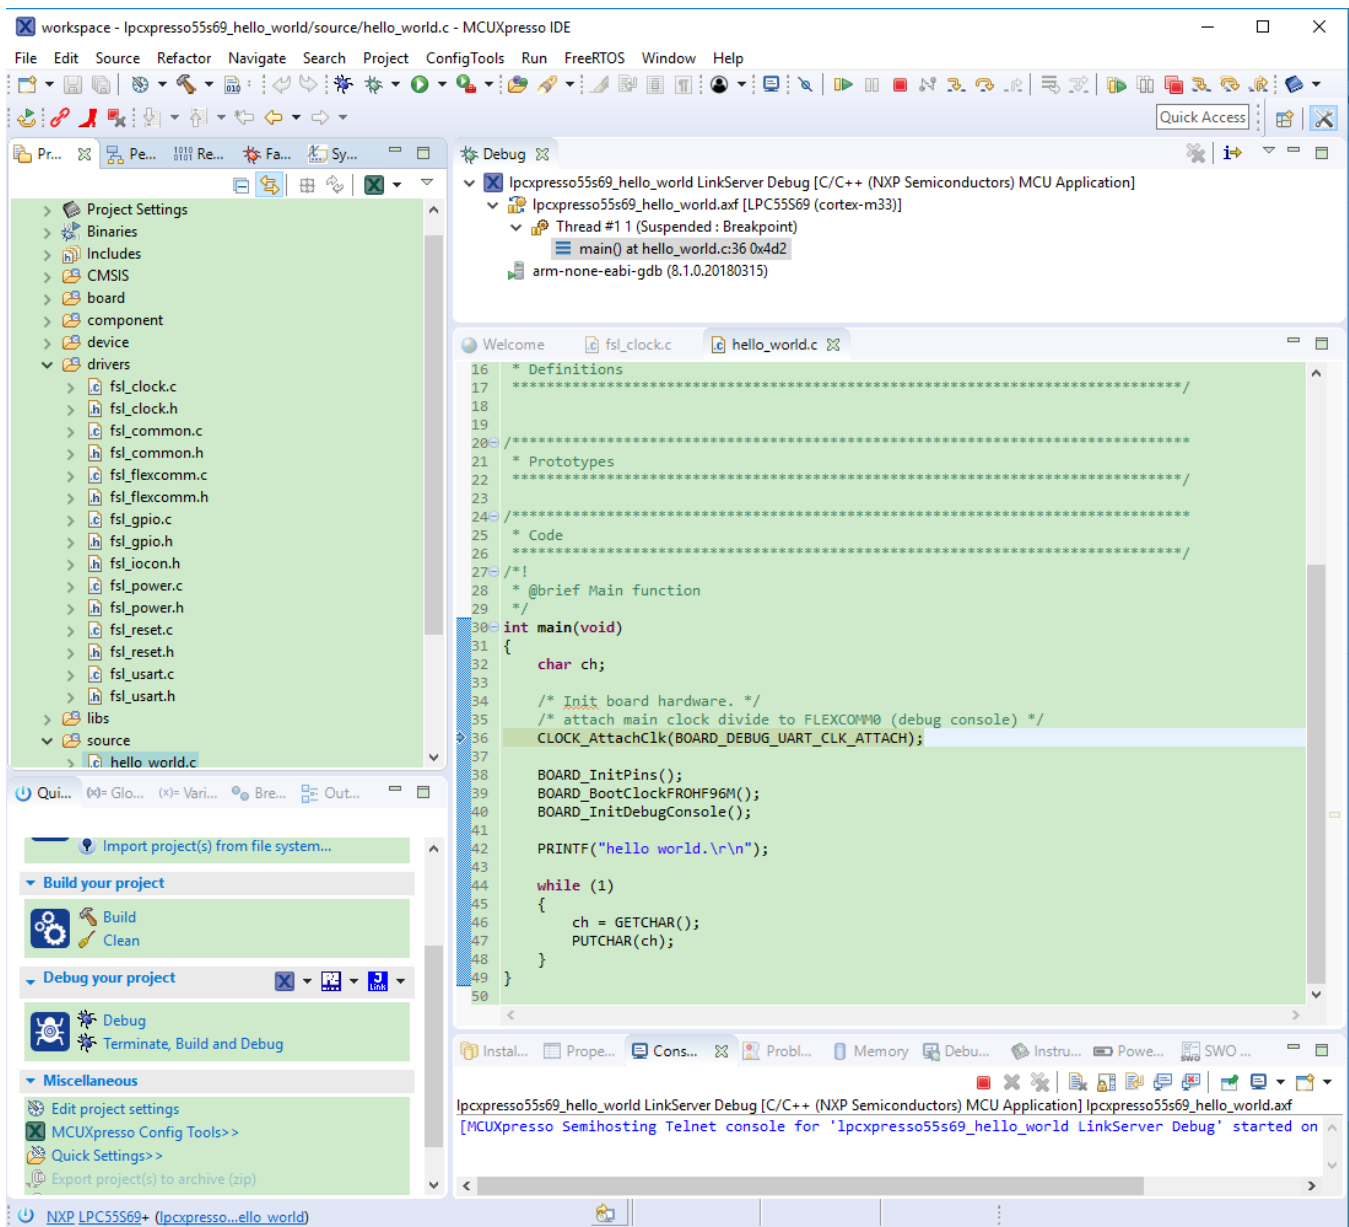 workspace - lpcxpresso55s69_hello_world/source/hello_world.c - MCUXpresso IDE
File Edit Source Refactor Navigate Search Project ConfigTools Run FreeRTOS Window Help
Quick Access
Pr... Pe... Re... Fa... Sy...
Project Settings
Binaries
Includes
CMSIS
board
component
device
drivers
fsl_clock.c
fsl_clock.h
fsl_common.c
fsl_common.h
fsl_flexcomm.c
fsl_flexcomm.h
fsl_gpio.c
fsl_gpio.h
fsl_iocon.h
fsl_power.c
fsl_power.h
fsl_reset.c
fsl_reset.h
fsl_usart.c
fsl_usart.h
libs
source
hello_world.c
Debug
lpcxpresso55s69_hello_world LinkServer Debug [C/C++ (NXP Semiconductors) MCU Application]
lpcxpresso55s69_hello_world.axf [LPC55S69 (cortex-m33)]
Thread #1 1 (Suspended : Breakpoint)
main() at hello_world.c:36 0x4d2
arm-none-eabi-gdb (8.1.0.20180315)
Welcome fsl_clock.c hello_world.c
16 * Definitions
17 ******************************************************************************/
18
19
20 /*******************************************************************************
21 * Prototypes
22 ******************************************************************************/
23
24 /*******************************************************************************
25 * Code
26 ******************************************************************************/
27 /*!
28 * @brief Main function
29 */
30 int main(void)
31 {
32 char ch;
33
34 /* Init board hardware. */
35 /* attach main clock divide to FLEXCOMM0 (debug console) */
36 CLOCK_AttachClk(BOARD_DEBUG_UART_CLK_ATTACH);
37
38 BOARD_InitPins();
39 BOARD_BootClockFROHF96M();
40 BOARD_InitDebugConsole();
41
42 PRINTF("hello world.\r\n");
43
44 while (1)
45 {
46 ch = GETCHAR();
47 PUTCHAR(ch);
48 }
49 }
50
Qui... (x)= Glo... (x)= Vari... Bre... Out...
Import project(s) from file system...
Build your project
Build
Clean
Debug your project
Debug
Terminate, Build and Debug
Miscellaneous
Edit project settings
MCUXpresso Config Tools>>
Quick Settings>>
Export project(s) to archive (zip)
Instal... Prope... Cons... Probl... Memory Debu... Instru... Powe... SWO ...
lpcxpresso55s69_hello_world LinkServer Debug [C/C++ (NXP Semiconductors) MCU Application] lpcxpresso55s69_hello_world.axf
[MCUXpresso Semihosting Telnet console for 'lpcxpresso55s69_hello_world LinkServer Debug' started on
NXP LPC55S69+ (lpcxpresso...ello_world)